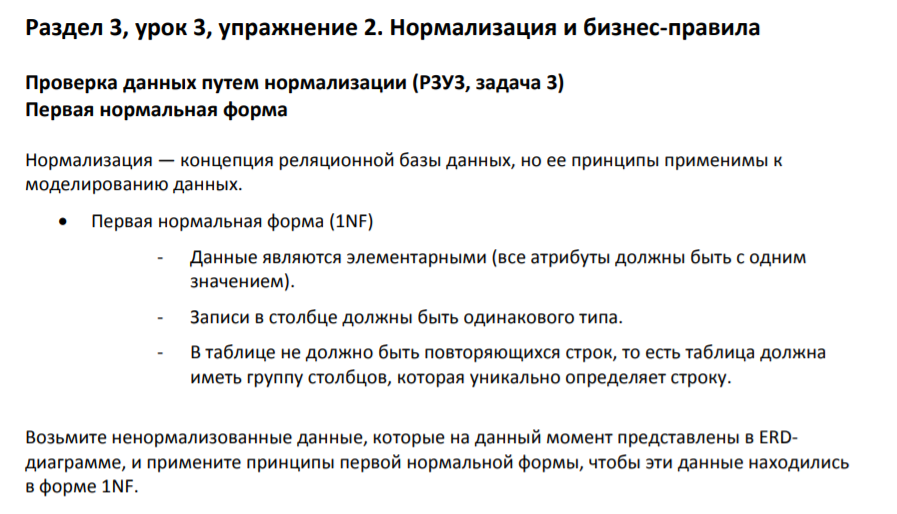 Раздел 3, урок 3, упражнение 2. Нормализация и бизнес-правила
Проверка данных путем нормализации (РЗУЗ, задача 3)
Первая нормальная форма
Нормализация — концепция реляционной базы данных, но ее принципы применимы к
моделированию данных.
• Первая нормальная форма (1NF)
- Данные являются элементарными (все атрибуты должны быть с одним
значением).
- Записи в столбце должны быть одинакового типа.
- В таблице не должно быть повторяющихся строк, то есть таблица должна
иметь группу столбцов, которая уникально определяет строку.
Возьмите ненормализованные данные, которые на данный момент представлены в ERD-
диаграмме, и примените принципы первой нормальной формы, чтобы эти данные находились
в форме 1NF.